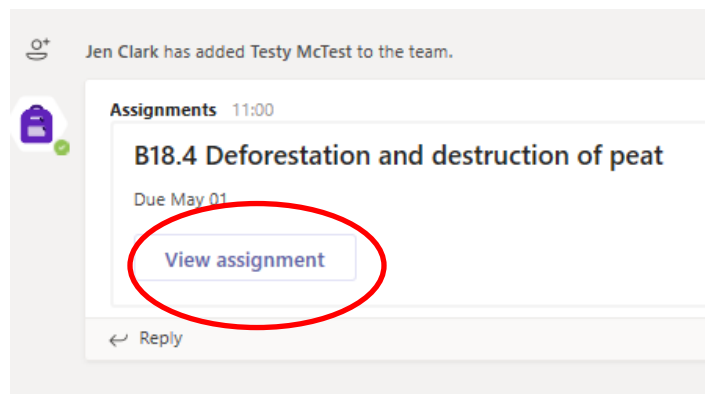 Jen Clark has added Testy McTest to the team.
Assignments 11:00
B18.4 Deforestation and destruction of peat
Due May 01
View assignment
Reply